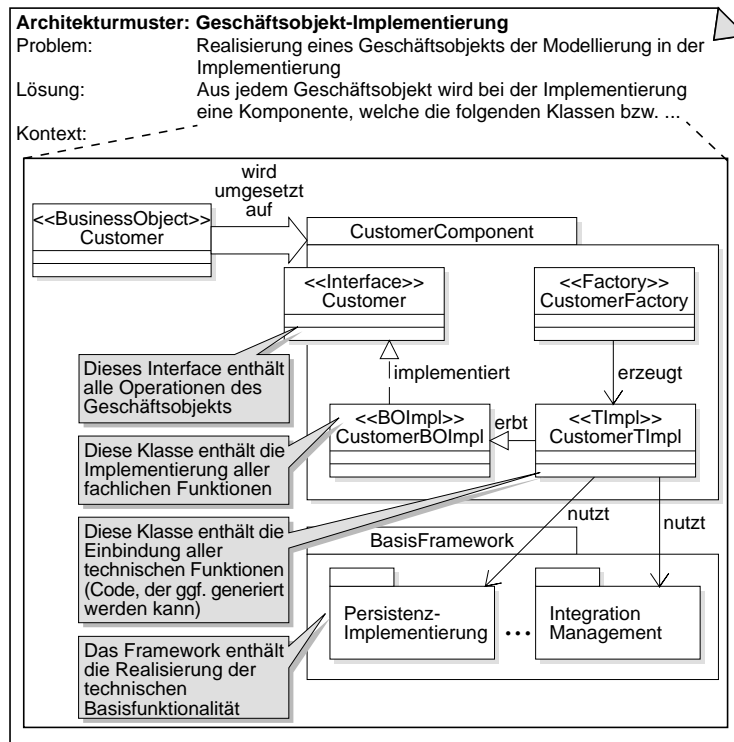 Architekturmuster: Geschäftsobjekt-Implementierung
Problem: Realisierung eines Geschäftsobjekts der Modellierung in der
Implementierung
Lösung: Aus jedem Geschäftsobjekt wird bei der Implementierung
eine Komponente, welche die folgenden Klassen bzw. ...
Kontext:
wird
umgesetzt
auf
<<BusinessObject>>
Customer
CustomerComponent
<<Interface>>
Customer
<<Factory>>
CustomerFactory
Dieses Interface enthält
alle Operationen des
Geschäftsobjekts
implementiert
erzeugt
<<BOImpl>>
CustomerBOImpl
erbt
<<TImpl>>
CustomerTImpl
Diese Klasse enthält die
Implementierung aller
fachlichen Funktionen
Diese Klasse enthält die
Einbindung aller
technischen Funktionen
(Code, der ggf. generiert
werden kann)
nutzt
nutzt
BasisFramework
Persistenz-
Implementierung
...
Integration
Management
Das Framework enthält
die Realisierung der
technischen
Basisfunktionalität